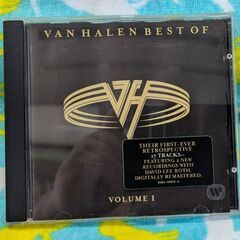 VAN HALEN BEST OF
VH
THEIR FIRST-EVER
RETROSPECTIVE
17 TRACKS—
FEATURING 2 NEW
RECORDINGS WITH
DAVID LEE ROTH.
DIGITALLY REMASTERED.
VOLUME I